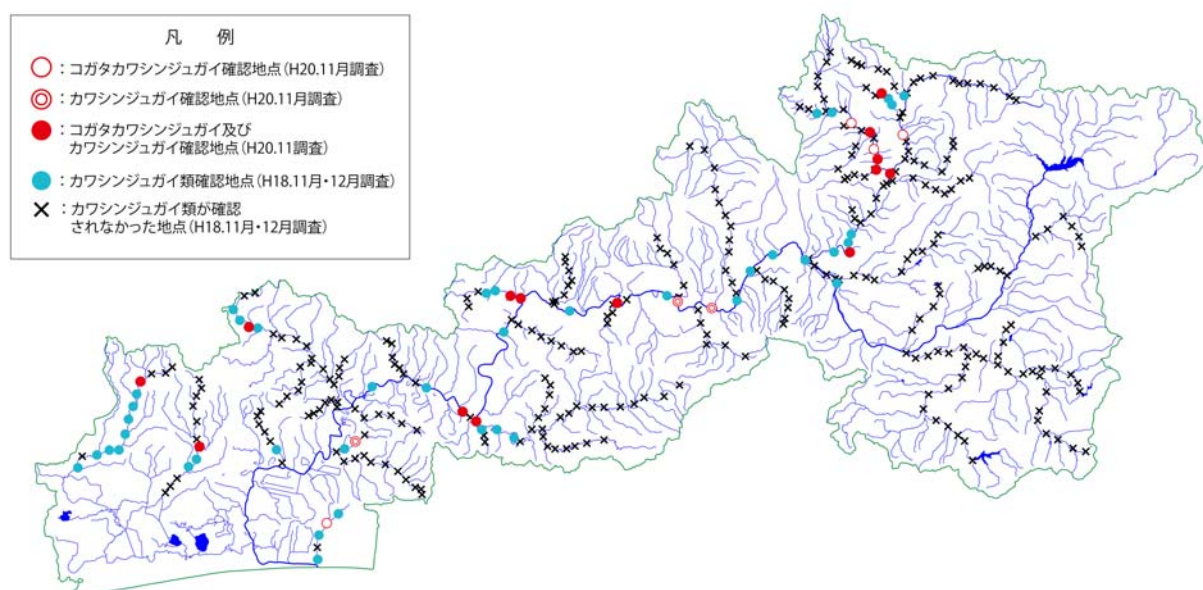 凡 例
：コガタカワシンジュガイ確認地点（H20.11月調査）
：カワシンジュガイ確認地点（H20.11月調査）
：コガタカワシンジュガイ及び
カワシンジュガイ確認地点（H20.11調査）
：カワシンジュガイ類確認地点（H18.11月・12月調査）
：カワシンジュガイ類が確認
されなかった地点（H18.11月・12月調査）